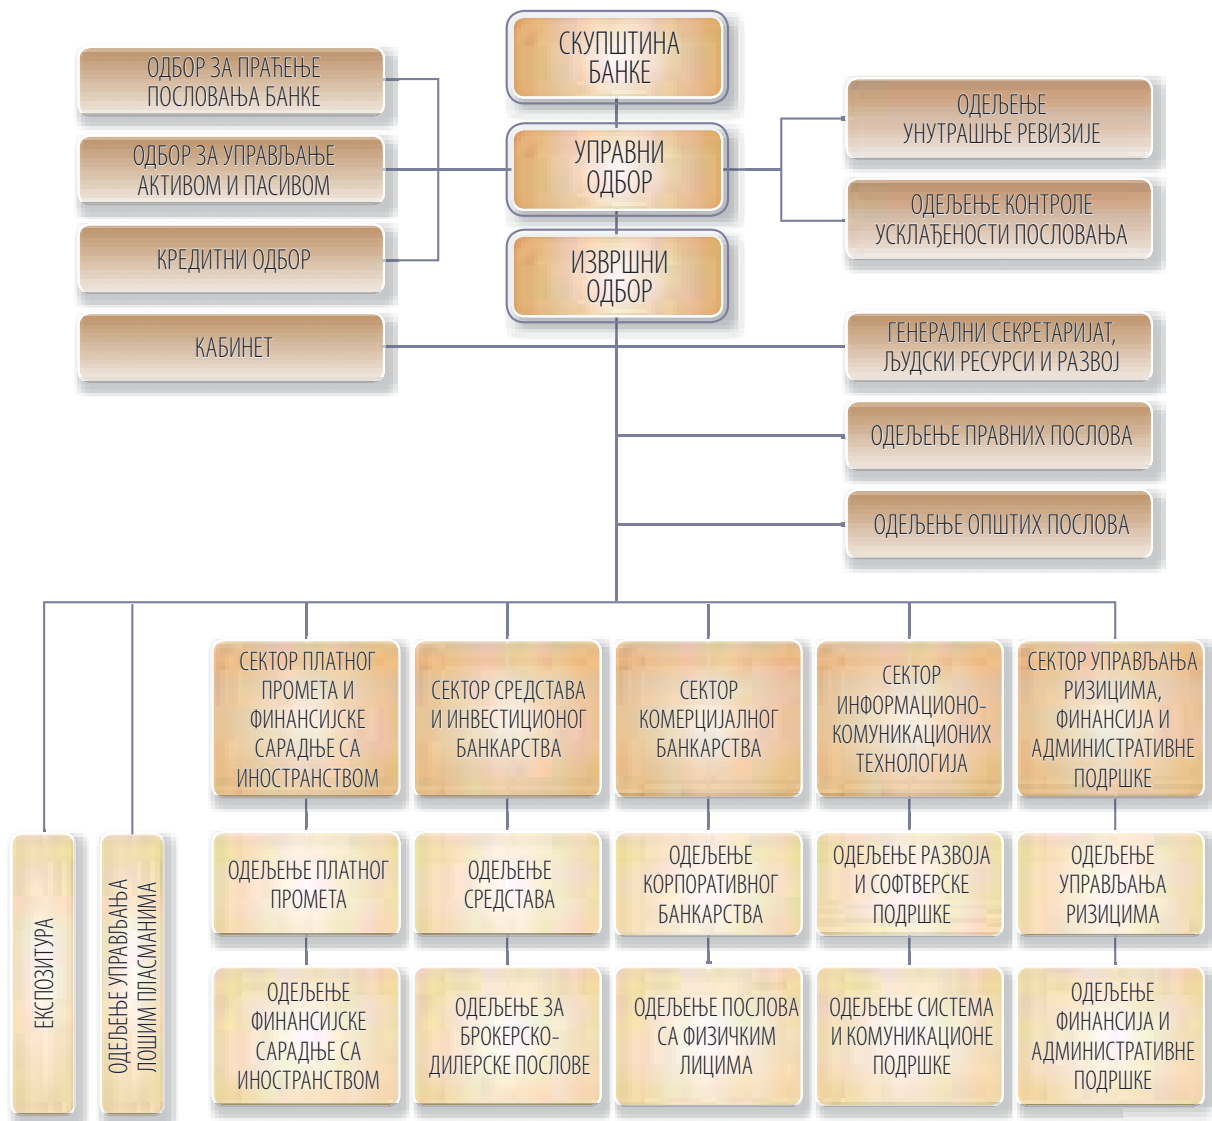 СКУПШТИНА
БАНКЕ
ОДБОР ЗА ПРАЋЕЊЕ
ПОСЛОВАЊА БАНКЕ
ОДЕЉЕЊЕ
УНУТРАШЊЕ РЕВИЗИЈЕ
ОДБОР ЗА УПРАВЉАЊЕ
АКТИВОМ И ПАСИВОМ
УПРАВНИ
ОДБОР
ОДЕЉЕЊЕ КОНТРОЛЕ
УСКЛАЂЕНОСТИ ПОСЛОВАЊА
КРЕДИТНИ ОДБОР
ИЗВРШНИ
ОДБОР
КАБИНЕТ
ГЕНЕРАЛНИ СЕКРЕТАРИЈАТ,
ЉУДСКИ РЕСУРСИ И РАЗВОЈ
ОДЕЉЕЊЕ ПРАВНИХ ПОСЛОВА
ОДЕЉЕЊЕ ОПШТИХ ПОСЛОВА
СЕКТОР ПЛАТНОГ
ПРОМЕТА И
ФИНАНСИЈСКЕ
САРАДЊЕ СА
ИНОСТРАНСТВОМ
СЕКТОР СРЕДСТАВА
И ИНВЕСТИЦИОНОГ
БАНКАРСТВА
СЕКТОР
КОМЕРЦИЈАЛНОГ
БАНКАРСТВА
СЕКТОР
ИНФОРМАЦИОНО-
КОМУНИКАЦИОНИХ
ТЕХНОЛОГИЈА
СЕКТОР УПРАВЉАЊА
РИЗИЦИМА,
ФИНАНСИЈА И
АДМИНИСТРАТИВНЕ
ПОДРШКЕ
ЕКСПОЗИТУРА
ОДЕЉЕЊЕ УПРАВЉАЊА
ЛОШИМ ПЛАСМАНИМА
ОДЕЉЕЊЕ ПЛАТНОГ
ПРОМЕТА
ОДЕЉЕЊЕ
СРЕДСТАВА
ОДЕЉЕЊЕ
КОРПОРАТИВНОГ
БАНКАРСТВА
ОДЕЉЕЊЕ РАЗВОЈА
И СОФТВЕРСКЕ
ПОДРШКЕ
ОДЕЉЕЊЕ
УПРАВЉАЊА
РИЗИЦИМА
ОДЕЉЕЊЕ
ФИНАНСИЈСКЕ
САРАДЊЕ СА
ИНОСТРАНСТВОМ
ОДЕЉЕЊЕ ЗА
БРОКЕРСКО-
ДИЛЕРСКЕ ПОСЛОВЕ
ОДЕЉЕЊЕ ПОСЛОВА
СА ФИЗИЧКИМ
ЛИЦИМА
ОДЕЉЕЊЕ СИСТЕМА
И КОМУНИКАЦИОНЕ
ПОДРШКЕ
ОДЕЉЕЊЕ
ФИНАНСИЈА И
АДМИНИСТРАТИВНЕ
ПОДРШКЕ